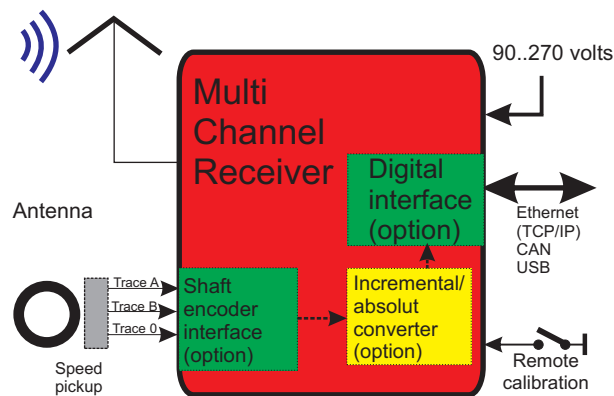 90..270 volts
Multi
Channel
Receiver
Digital
interface
(option)
Antenna
Ethernet
(TCP/IP)
CAN
USB
Trace A
Trace B
Trace 0
Shaft
encoder
interface
(option)
Incremental/
absolut
converter
(option)
Speed
pickup
Remote
calibration